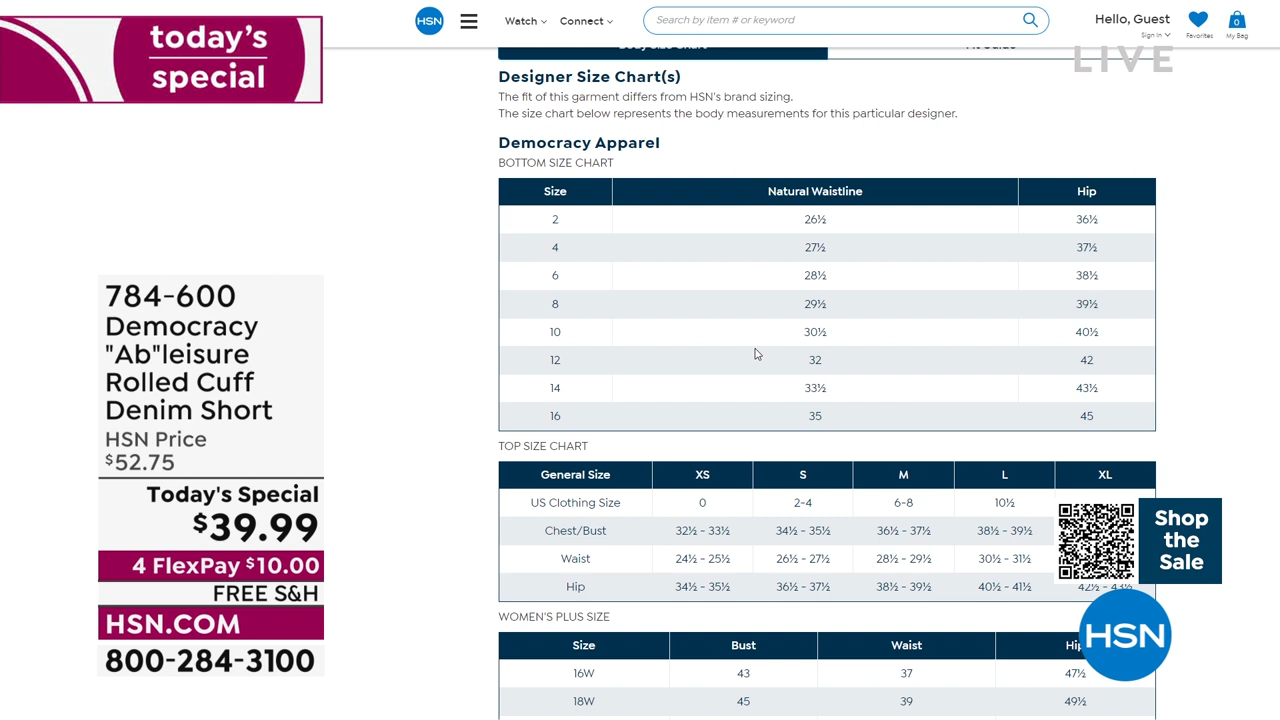 today's
special
HSN
Watch
Connect
Search by item # or keyword
Hello, Guest
Sign in
Favorites
0
My Bag
LIVE
Designer Size Chart(s)
The fit of this garment differs from HSN's brand sizing.
The size chart below represents the body measurements for this particular designer.
Democracy Apparel
BOTTOM SIZE CHART
Size Natural Waistline Hip
2 26½ 36½
4 27½ 37½
6 28½ 38½
8 29½ 39½
10 30½ 40½
12 32 42
14 33½ 43½
16 35 45
TOP SIZE CHART
General Size XS S M L XL
US Clothing Size 0 2-4 6-8 10½
Chest/Bust 32½ - 33½ 34½ - 35½ 36½ - 37½ 38½ - 39½
Waist 24½ - 25½ 26½ - 27½ 28½ - 29½ 30½ - 31½
Hip 34½ - 35½ 36½ - 37½ 38½ - 39½ 40½ - 41½ 42½ - 43½
WOMEN'S PLUS SIZE
Size Bust Waist Hip
16W 43 37 47½
18W 45 39 49½
784-600
Democracy
"Ab"leisure
Rolled Cuff
Denim Short
HSN Price
$52.75
Today's Special
$39.99
4 FlexPay $10.00
FREE S&H
HSN.COM
800-284-3100
Shop
the
Sale
HSN